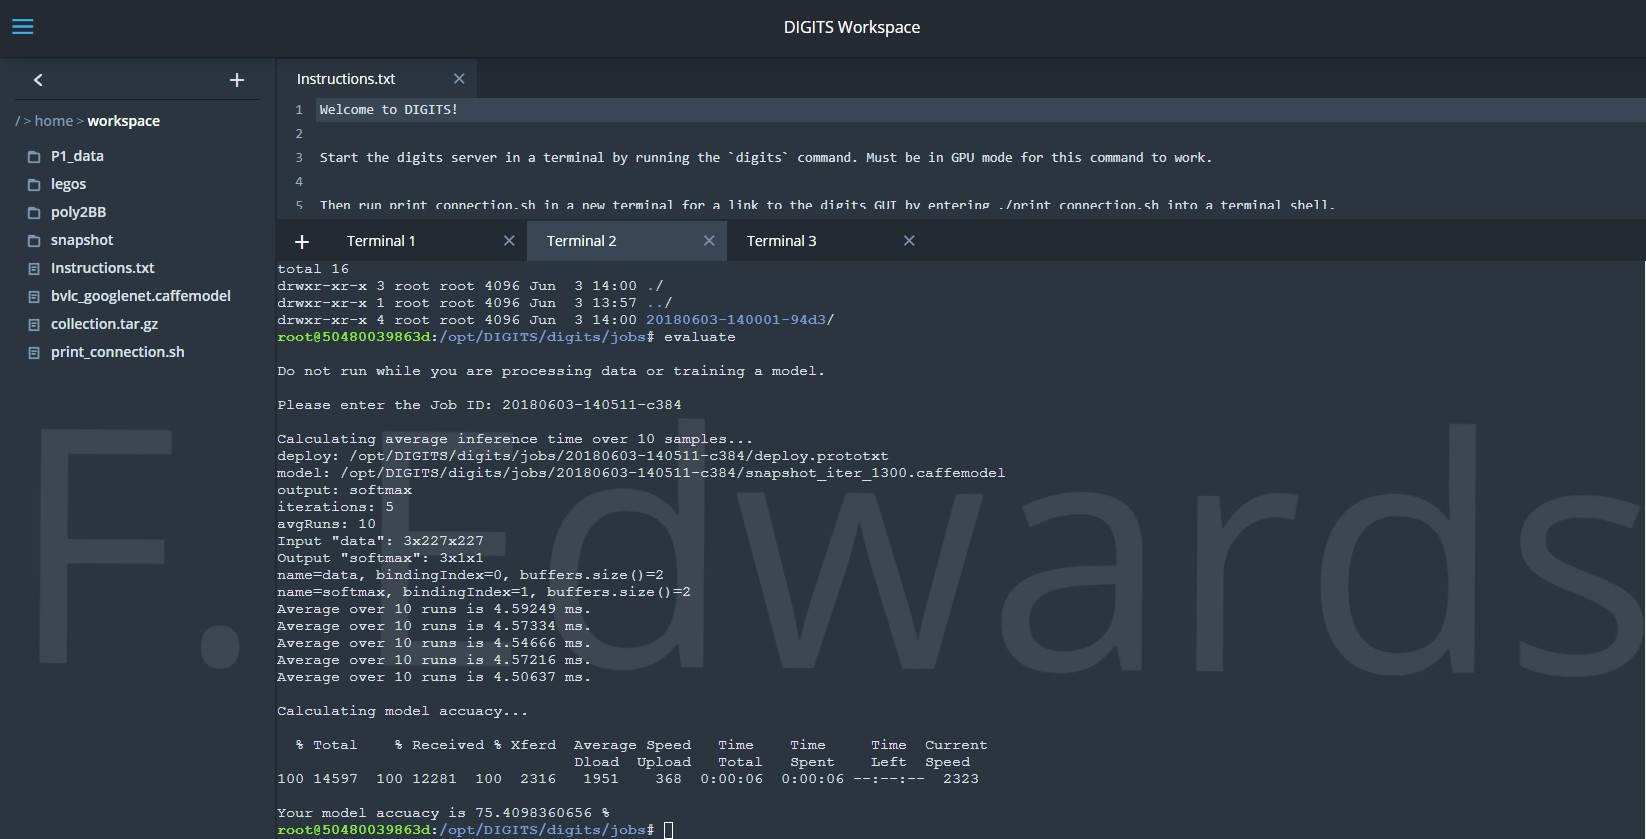 DIGITS Workspace
/ > home > workspace
P1_data
legos
poly2BB
snapshot
Instructions.txt
bvlc_googlenet.caffemodel
collection.tar.gz
print_connection.sh
Instructions.txt
1 Welcome to DIGITS!
2
3 Start the digits server in a terminal by running the `digits` command. Must be in GPU mode for this command to work.
4
5 Then run print_connection.sh in a new terminal for a link to the digits GUI by entering ./print_connection.sh into a terminal shell.
Terminal 1 Terminal 2 Terminal 3
total 16
drwxr-xr-x 3 root root 4096 Jun  3 14:00 ./
drwxr-xr-x 1 root root 4096 Jun  3 13:57 ../
drwxr-xr-x 4 root root 4096 Jun  3 14:00 20180603-140001-94d3/
root@50480039863d:/opt/DIGITS/digits/jobs# evaluate
Do not run while you are processing data or training a model.
Please enter the Job ID: 20180603-140511-c384
Calculating average inference time over 10 samples...
deploy: /opt/DIGITS/digits/jobs/20180603-140511-c384/deploy.prototxt
model: /opt/DIGITS/digits/jobs/20180603-140511-c384/snapshot_iter_1300.caffemodel
output: softmax
iterations: 5
avgRuns: 10
Input "data": 3x227x227
Output "softmax": 3x1x1
name=data, bindingIndex=0, buffers.size()=2
name=softmax, bindingIndex=1, buffers.size()=2
Average over 10 runs is 4.59249 ms.
Average over 10 runs is 4.57334 ms.
Average over 10 runs is 4.54666 ms.
Average over 10 runs is 4.57216 ms.
Average over 10 runs is 4.50637 ms.
Calculating model accuacy...
% Total    % Received % Xferd  Average Speed   Time    Time     Time  Current
Dload  Upload   Total   Spent    Left  Speed
100 14597  100 12281  100  2316   1951    368  0:00:06  0:00:06 --:--:--  2323
Your model accuacy is 75.4098360656 %
root@50480039863d:/opt/DIGITS/digits/jobs#
F. Edwards